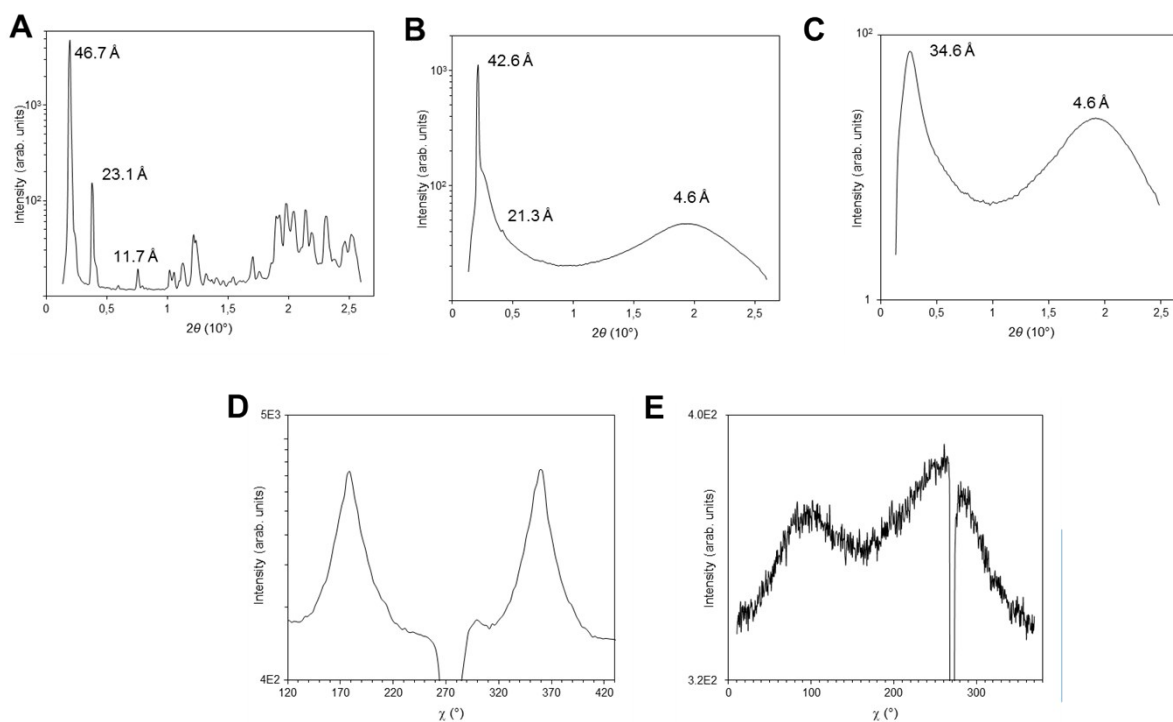 A
46.7 Å
23.1 Å
11.7 Å
10³
10²
Intensity (arab. units)
0 0,5 1 1,5 2 2,5
2θ (10°)
B
42.6 Å
21.3 Å
4.6 Å
10³
10²
Intensity (arab. units)
0 0,5 1 1,5 2 2,5
2θ (10°)
C
10²
34.6 Å
4.6 Å
1
Intensity (arab. units)
0 0,5 1 1,5 2 2,5
2θ (10°)
D
5E3
4E2
Intensity (arab. units)
120 170 220 270 320 370 420
χ (°)
E
4.0E2
3.2E2
Intensity (arab. units)
0 100 200 300
χ (°)